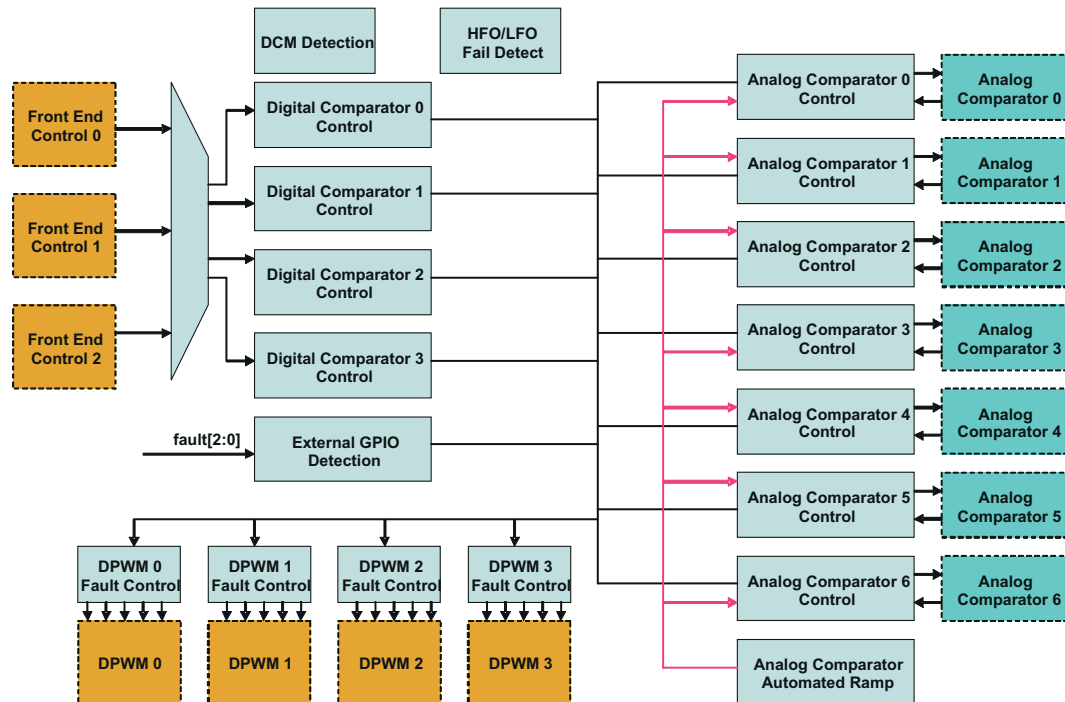 DCM Detection
HFO/LFO
Fail Detect
Front End
Control 0
Front End
Control 1
Front End
Control 2
Digital Comparator 0
Control
Digital Comparator 1
Control
Digital Comparator 2
Control
Digital Comparator 3
Control
fault[2:0]
External GPIO
Detection
Analog Comparator 0
Control
Analog
Comparator 0
Analog Comparator 1
Control
Analog
Comparator 1
Analog Comparator 2
Control
Analog
Comparator 2
Analog Comparator 3
Control
Analog
Comparator 3
Analog Comparator 4
Control
Analog
Comparator 4
Analog Comparator 5
Control
Analog
Comparator 5
Analog Comparator 6
Control
Analog
Comparator 6
Analog Comparator
Automated Ramp
DPWM 0
Fault Control
DPWM 1
Fault Control
DPWM 2
Fault Control
DPWM 3
Fault Control
DPWM 0
DPWM 1
DPWM 2
DPWM 3